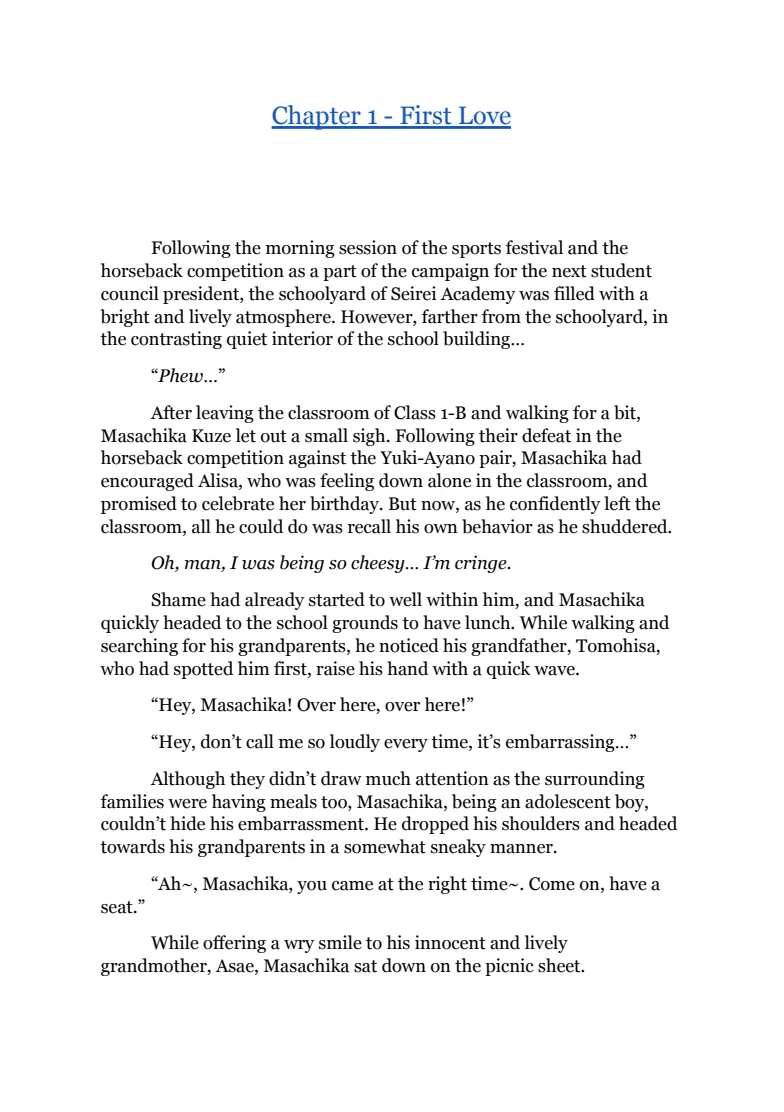 Chapter 1 - First Love
Following the morning session of the sports festival and the
horseback competition as a part of the campaign for the next student
council president, the schoolyard of Seirei Academy was filled with a
bright and lively atmosphere. However, farther from the schoolyard, in
the contrasting quiet interior of the school building…
“Phew…”
After leaving the classroom of Class 1-B and walking for a bit,
Masachika Kuze let out a small sigh. Following their defeat in the
horseback competition against the Yuki-Ayano pair, Masachika had
encouraged Alisa, who was feeling down alone in the classroom, and
promised to celebrate her birthday. But now, as he confidently left the
classroom, all he could do was recall his own behavior as he shuddered.
Oh, man, I was being so cheesy… I’m cringe.
Shame had already started to well within him, and Masachika
quickly headed to the school grounds to have lunch. While walking and
searching for his grandparents, he noticed his grandfather, Tomohisa,
who had spotted him first, raise his hand with a quick wave.
“Hey, Masachika! Over here, over here!”
“Hey, don’t call me so loudly every time, it’s embarrassing…”
Although they didn’t draw much attention as the surrounding
families were having meals too, Masachika, being an adolescent boy,
couldn’t hide his embarrassment. He dropped his shoulders and headed
towards his grandparents in a somewhat sneaky manner.
“Ah~, Masachika, you came at the right time~. Come on, have a
seat.”
While offering a wry smile to his innocent and lively
grandmother, Asae, Masachika sat down on the picnic sheet.